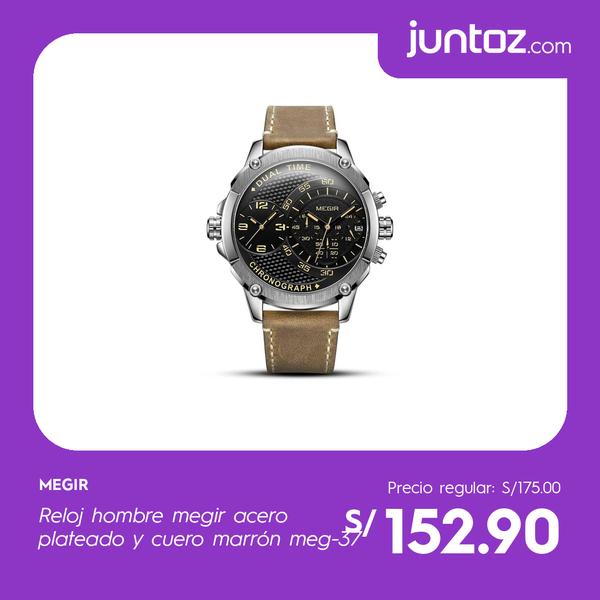 juntoz.com
DUAL TIME
MEGIR
CHRONOGRAPH
MEGIR
Precio regular: S/175.00
Reloj hombre megir acero
plateado y cuero marrón meg-37
S/ 152.90